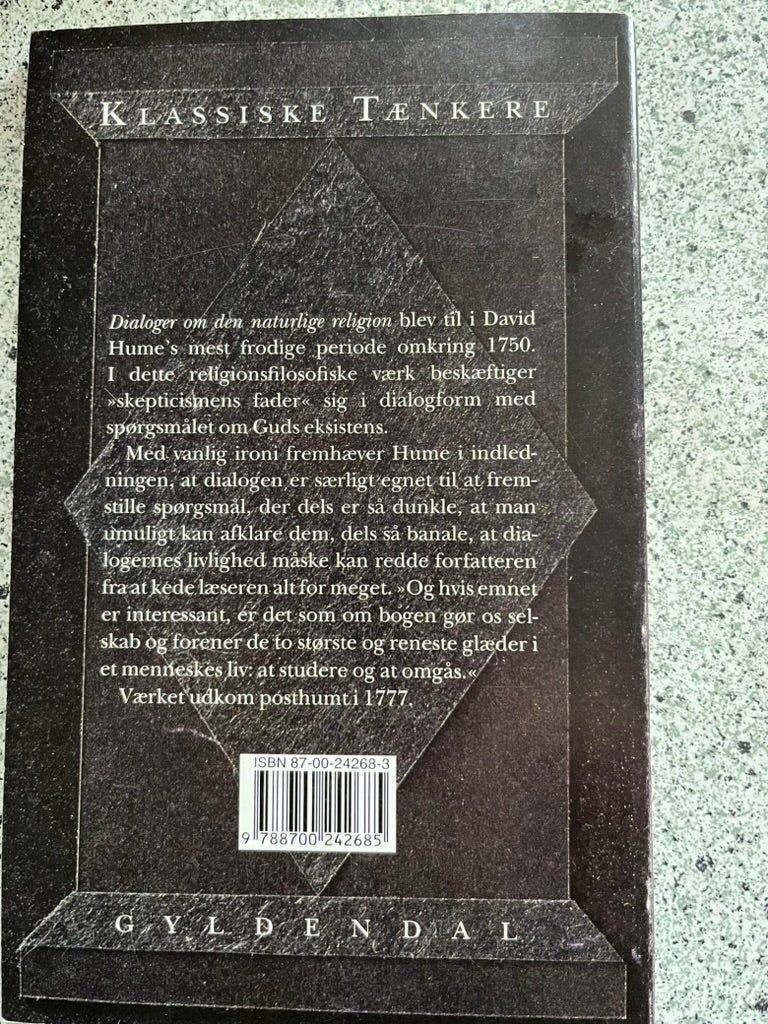 KLASSISKE TÆNKERE
Dialoger om den naturlige religion blev til i David
Hume's mest frodige periode omkring 1750.
I dette religionsfilosofiske værk beskæftiger
»skepticismens fader« sig i dialogform med
spørgsmålet om Guds eksistens.
Med vanlig ironi fremhæver Hume i indled-
ningen, at dialogen er særligt egnet til at frem-
stille spørgsmål, der dels er så dunkle, at man
umuligt kan afklare dem, dels så banale, at dia-
logernes livlighed måske kan redde forfatteren
fra at kede læseren alt for meget. »Og hvis emnet
er interessant, er det som om bogen gør os sel-
skab og forener de to største og reneste glæder i
et menneskes liv: at studere og at omgås.«
Værket udkom posthumt i 1777.
ISBN 87-00-24268-3
9 788700 242685
GYLDENDAL